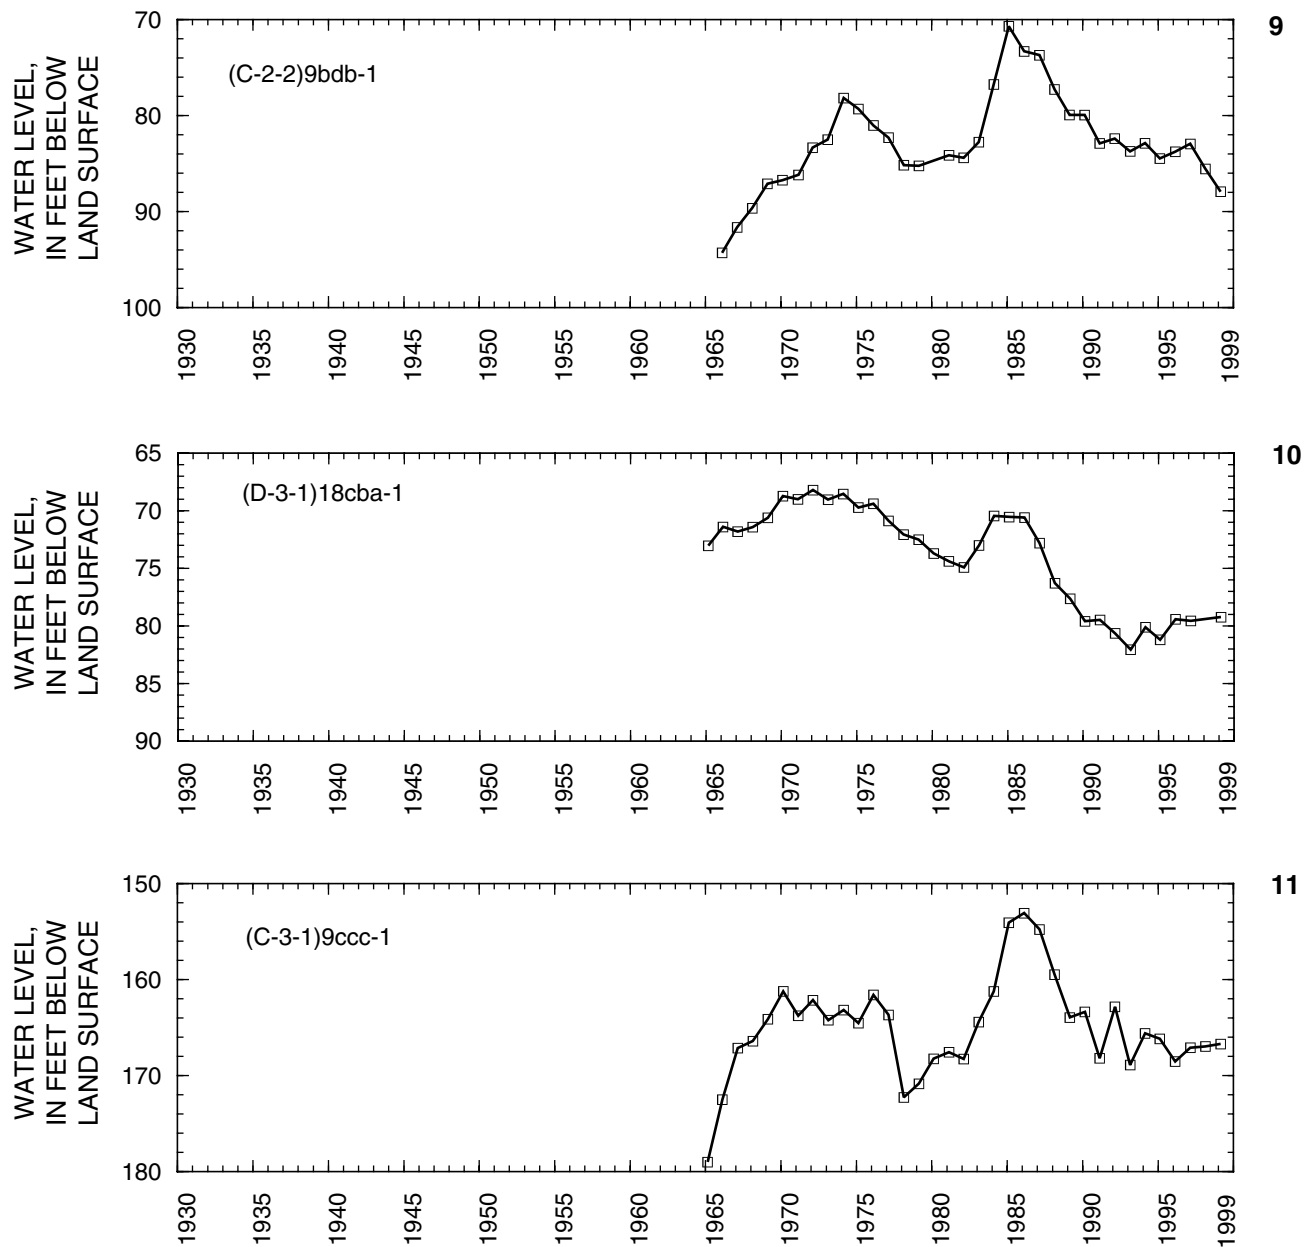 9
WATER LEVEL,
IN FEET BELOW
LAND SURFACE
70
80
90
100
(C-2-2)9bdb-1
1930 1935 1940 1945 1950 1955 1960 1965 1970 1975 1980 1985 1990 1995 1999
10
WATER LEVEL,
IN FEET BELOW
LAND SURFACE
65
70
75
80
85
90
(D-3-1)18cba-1
1930 1935 1940 1945 1950 1955 1960 1965 1970 1975 1980 1985 1990 1995 1999
11
WATER LEVEL,
IN FEET BELOW
LAND SURFACE
150
160
170
180
(C-3-1)9ccc-1
1930 1935 1940 1945 1950 1955 1960 1965 1970 1975 1980 1985 1990 1995 1999